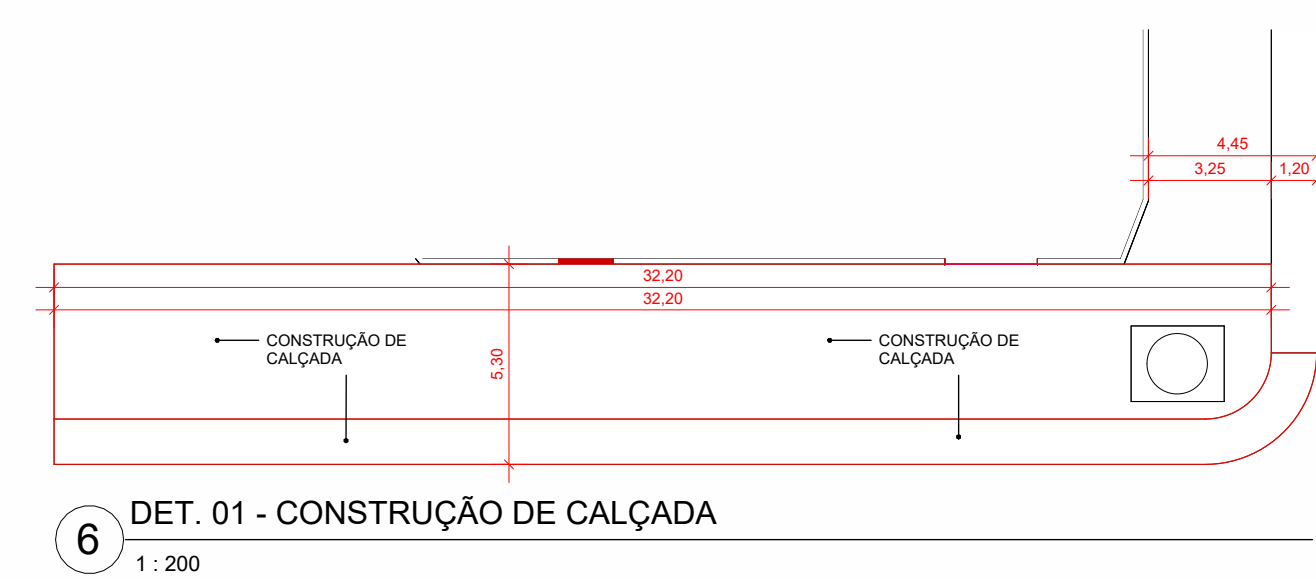 4,45
3,25
1,20
32,20
32,20
CONSTRUÇÃO DE
CALÇADA
5,30
CONSTRUÇÃO DE
CALÇADA
6
DET. 01 - CONSTRUÇÃO DE CALÇADA
1 : 200